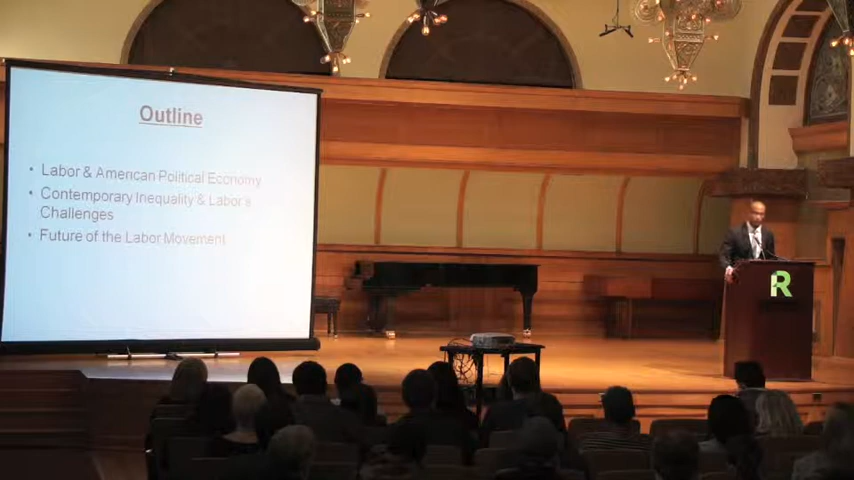 Outline
• Labor & American Political Economy
• Contemporary Inequality & Labor's
Challenges
• Future of the Labor Movement
R